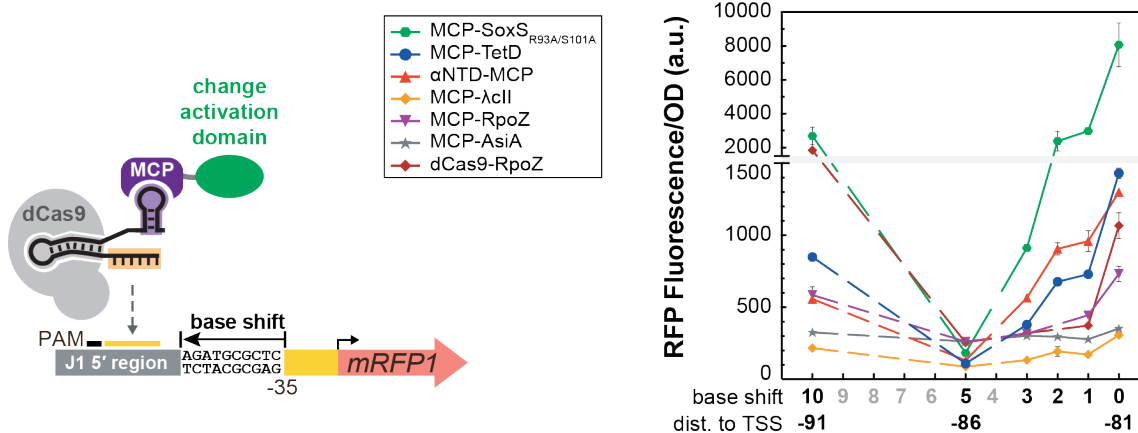 change
activation
domain
MCP
dCas9
PAM
base shift
J1 5′ region
AGATGCGCTC
TCTACGCGAG
-35
mRFP1
MCP-SoxS R93A/S101A
MCP-TetD
αNTD-MCP
MCP-λcII
MCP-RpoZ
MCP-AsiA
dCas9-RpoZ
RFP Fluorescence/OD (a.u.)
10000
8000
6000
4000
2000
1500
1000
500
0
base shift 10 9 8 7 6 5 4 3 2 1 0
dist. to TSS -91 -86 -81